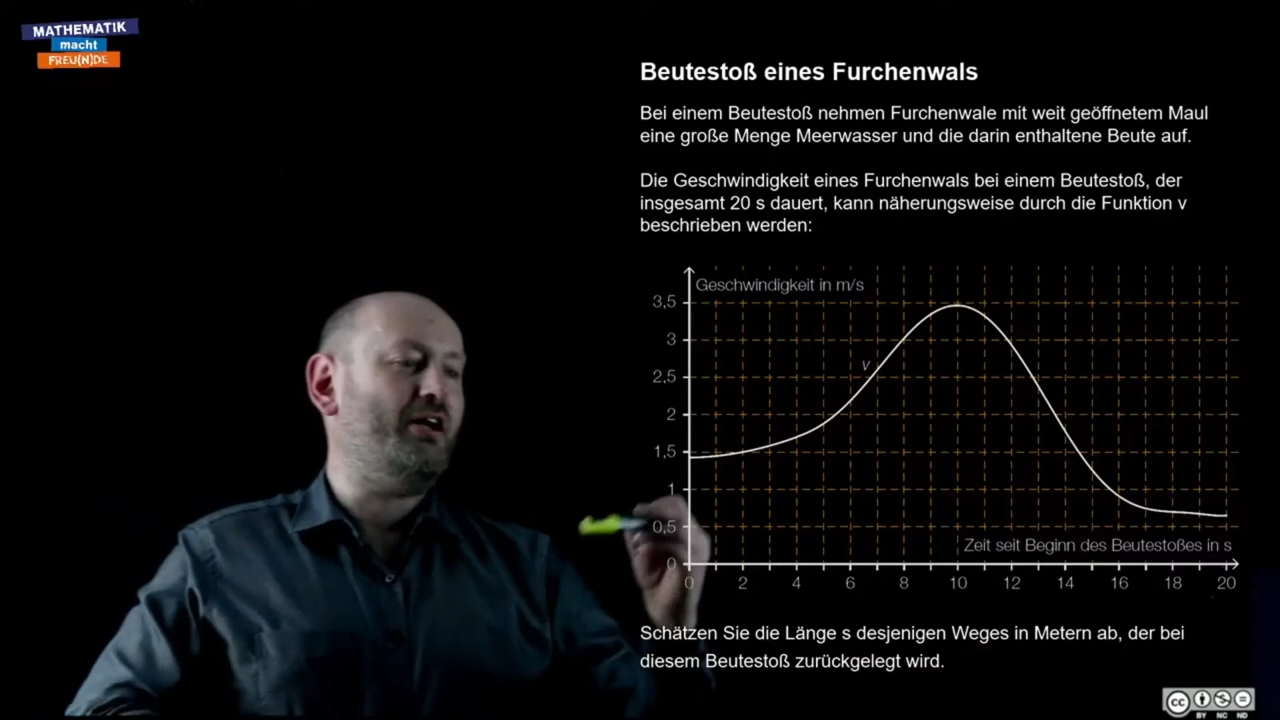 MATHEMATIK
macht
FREU(N)DE
Beutestoß eines Furchenwals
Bei einem Beutestoß nehmen Furchenwale mit weit geöffnetem Maul
eine große Menge Meerwasser und die darin enthaltene Beute auf.
Die Geschwindigkeit eines Furchenwals bei einem Beutestoß, der
insgesamt 20 s dauert, kann näherungsweise durch die Funktion v
beschrieben werden:
Geschwindigkeit in m/s
3,5
3
v
2,5
2
1,5
1
0,5
Zeit seit Beginn des Beutestoßes in s
0
0 2 4 6 8 10 12 14 16 18 20
Schätzen Sie die Länge s desjenigen Weges in Metern ab, der bei
diesem Beutestoß zurückgelegt wird.
CC BY NC ND